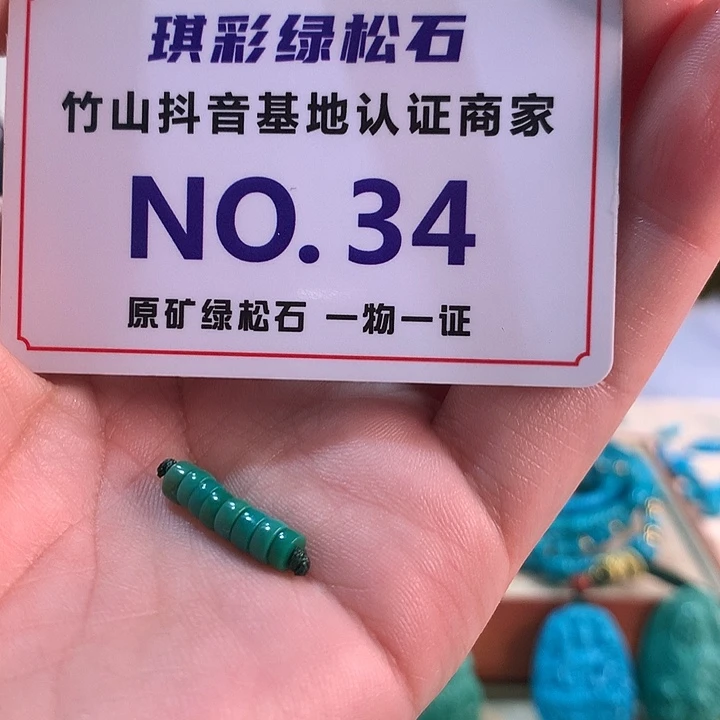 琪彩绿松石
竹山抖音基地认证商家
NO. 34
原矿绿松石 一物一证